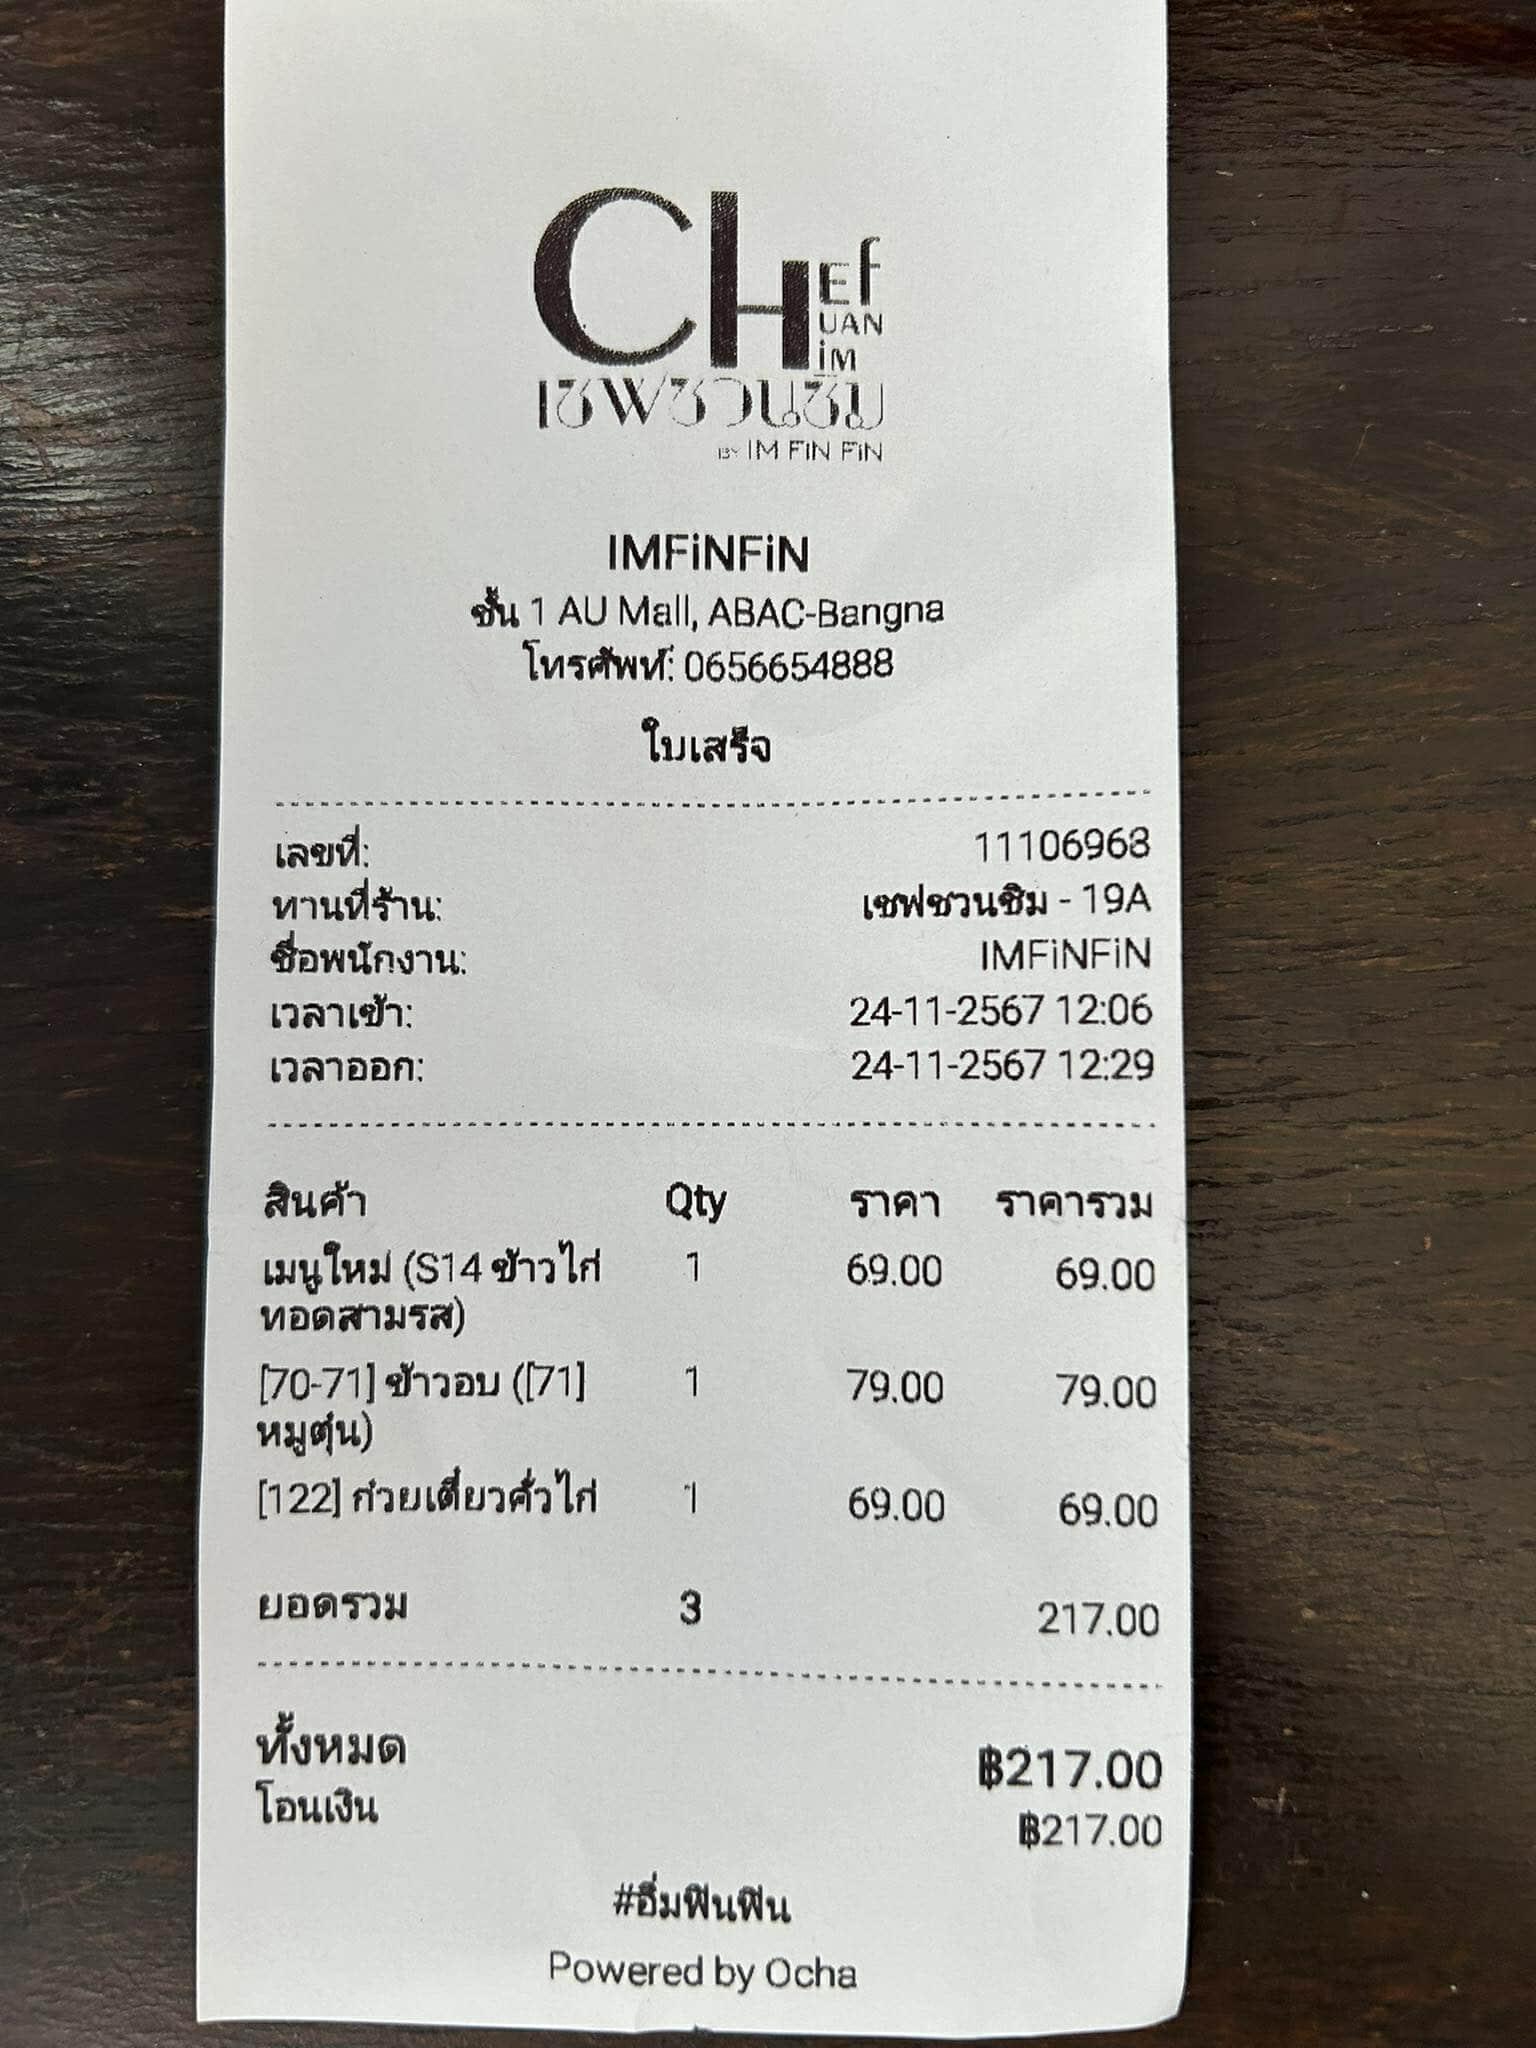 CHEf
UAN
iM
เชฟชวนชิม
BY IM FiN FiN
IMFiNFiN
ชั้น 1 AU Mall, ABAC-Bangna
โทรศัพท์: 0656654888
ใบเสร็จ
เลขที่: 11106963
ทานที่ร้าน: เชฟชวนชิม - 19A
ชื่อพนักงาน: IMFiNFiN
เวลาเข้า: 24-11-2567 12:06
เวลาออก: 24-11-2567 12:29
สินค้า Qty ราคา ราคารวม
เมนูใหม่ (S14 ข้าวไก่ 1 69.00 69.00
ทอดสามรส)
[70-71] ข้าวอบ ([71] 1 79.00 79.00
หมูตุ๋น)
[122] ก๋วยเตี๋ยวคั่วไก่ 1 69.00 69.00
ยอดรวม 3 217.00
ทั้งหมด ฿217.00
โอนเงิน ฿217.00
#อิ่มฟินฟิน
Powered by Ocha